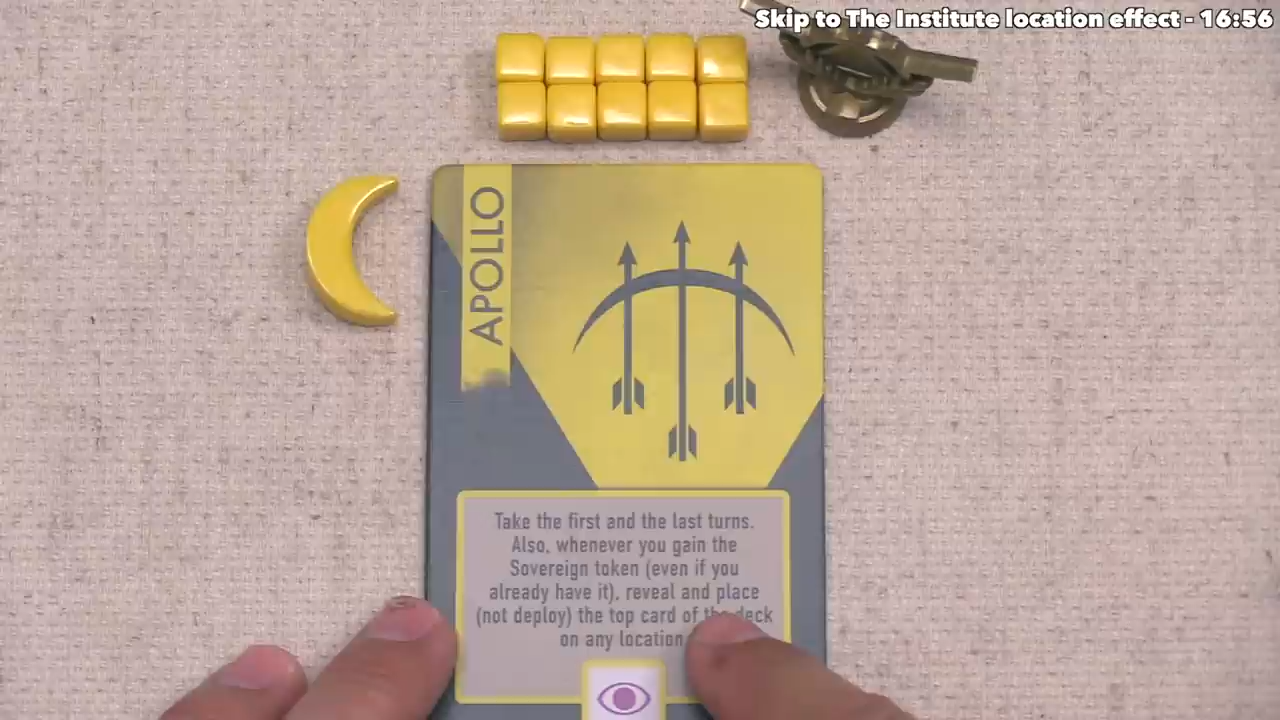 Skip to The Institute location effect - 16:56
APOLLO
Take the first and the last turns.
Also, whenever you gain the
Sovereign token (even if you
already have it), reveal and place
(not deploy) the top card of the deck
on any location